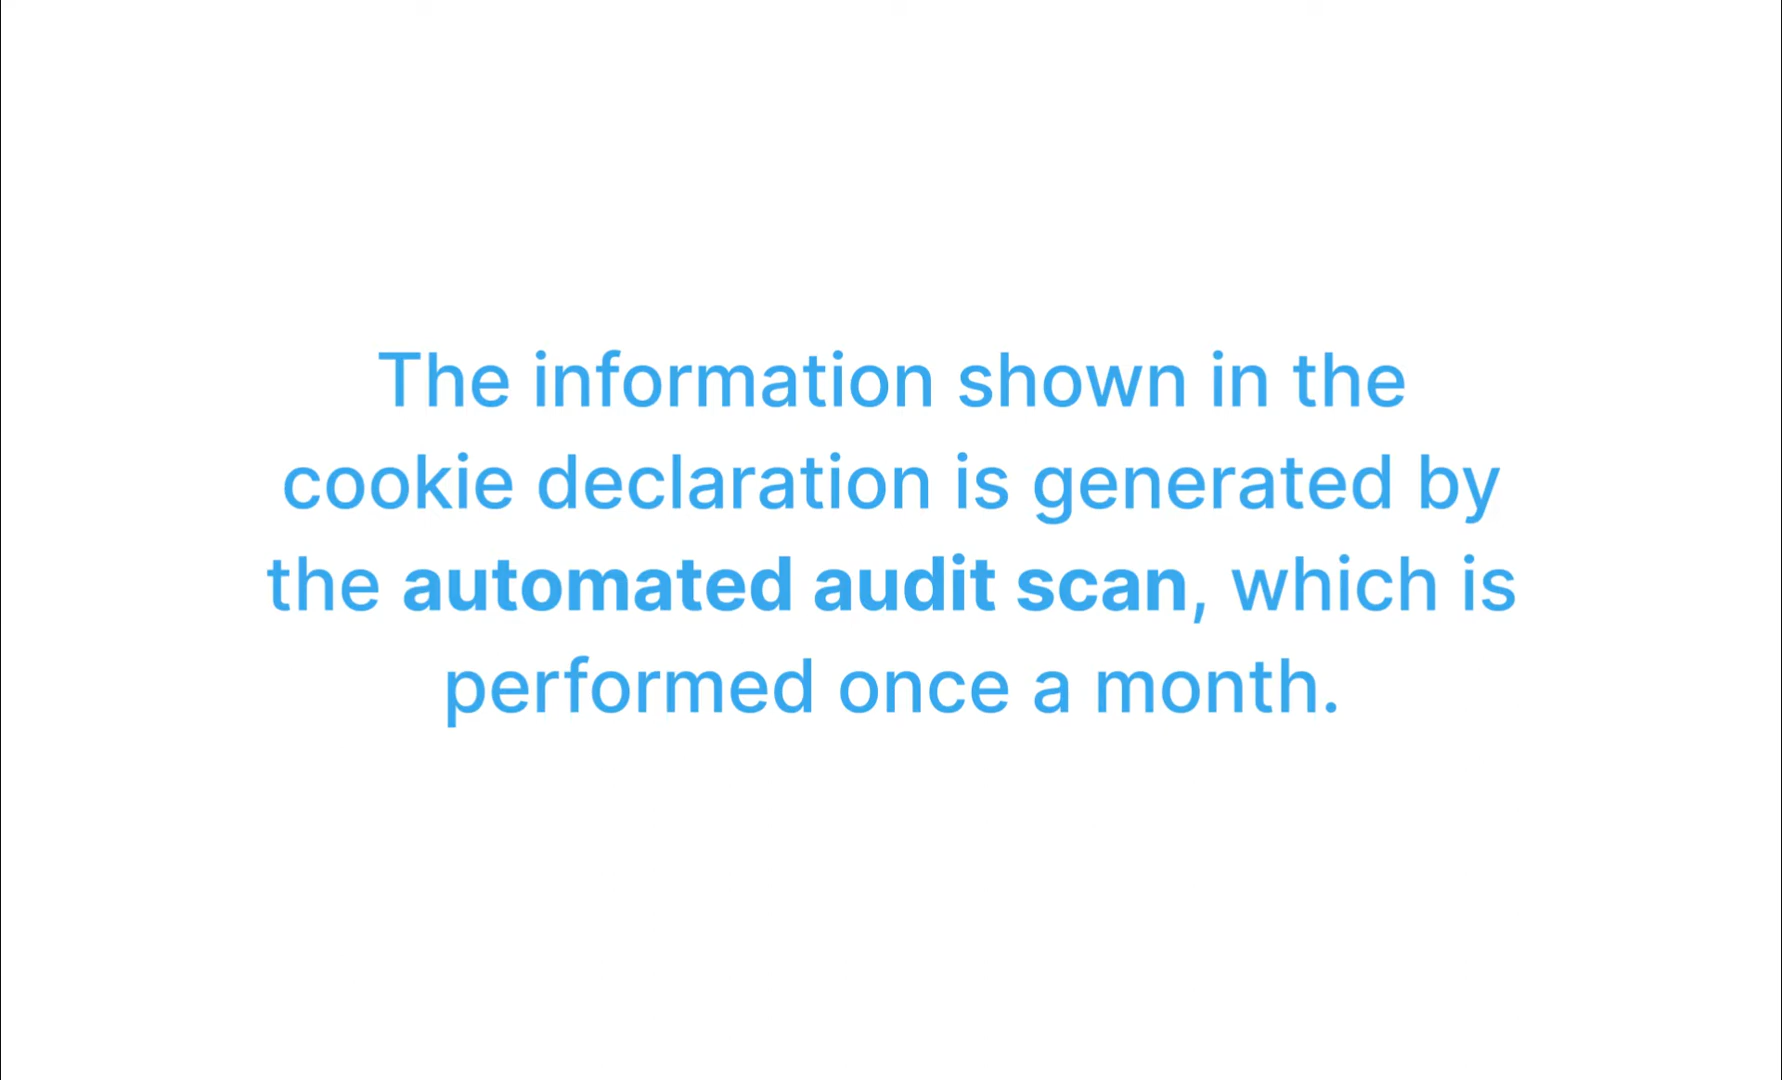 The information shown in the
cookie declaration is generated by
the automated audit scan, which is
performed once a month.